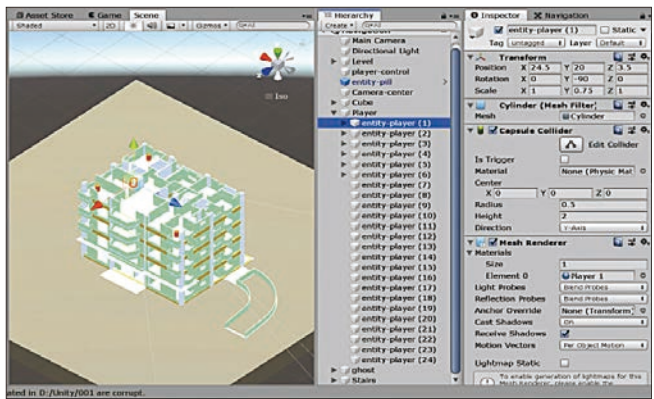 Asset Store
Game
Scene
Shaded
2D
Gizmos
All
Iso
Hierarchy
Create
All
Navigation
Main Camera
Directional Light
Level
player-control
entity-pill
Camera-center
Cube
Player
entity-player (1)
entity-player (2)
entity-player (3)
entity-player (4)
entity-player (5)
entity-player (6)
entity-player (7)
entity-player (8)
entity-player (9)
entity-player (10)
entity-player (11)
entity-player (12)
entity-player (13)
entity-player (14)
entity-player (15)
entity-player (16)
entity-player (17)
entity-player (18)
entity-player (19)
entity-player (20)
entity-player (21)
entity-player (22)
entity-player (23)
entity-player (24)
ghost
Stairs
Inspector
Navigation
entity-player (1)
Static
Tag untagged Layer Default
Transform
Position X 24.5 Y 20 Z 3.5
Rotation X 0 Y -90 Z 0
Scale X 1 Y 0.75 Z 1
Cylinder (Mesh Filter)
Mesh Cylinder
Capsule Collider
Edit Collider
Is Trigger
Material None (Physic Mat
Center
X 0 Y 0 Z 0
Radius 0.5
Height 2
Direction Y-Axis
Mesh Renderer
Materials
Size 1
Element 0 Player 1
Light Probes Blend Probes
Reflection Probes Blend Probes
Anchor Override None (Transform)
Cast Shadows On
Receive Shadows
Motion Vectors Per Object Motion
Lightmap Static
To enable generation of lightmaps for this
Mesh Renderer, please enable the
ated in D:/Unity/001 are corrupt.